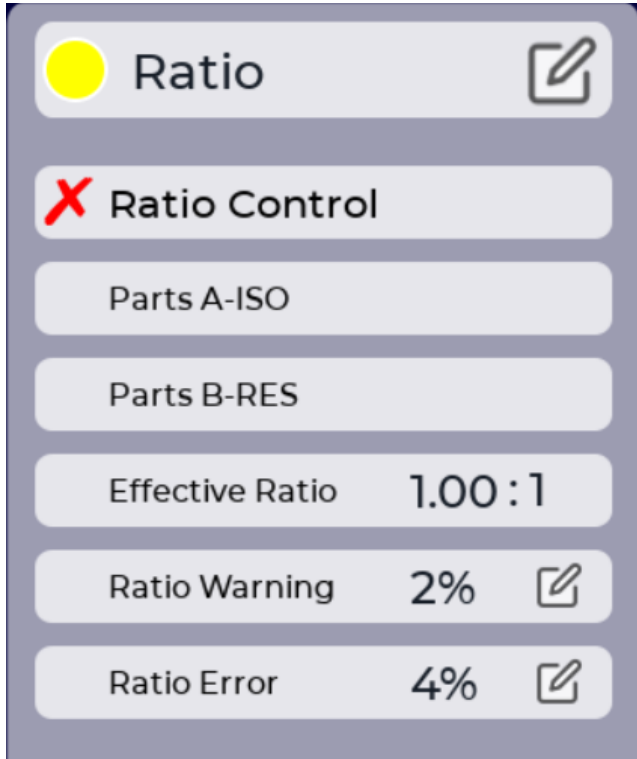 Ratio
Ratio Control
Parts A-ISO
Parts B-RES
Effective Ratio 1.00 : 1
Ratio Warning 2%
Ratio Error 4%